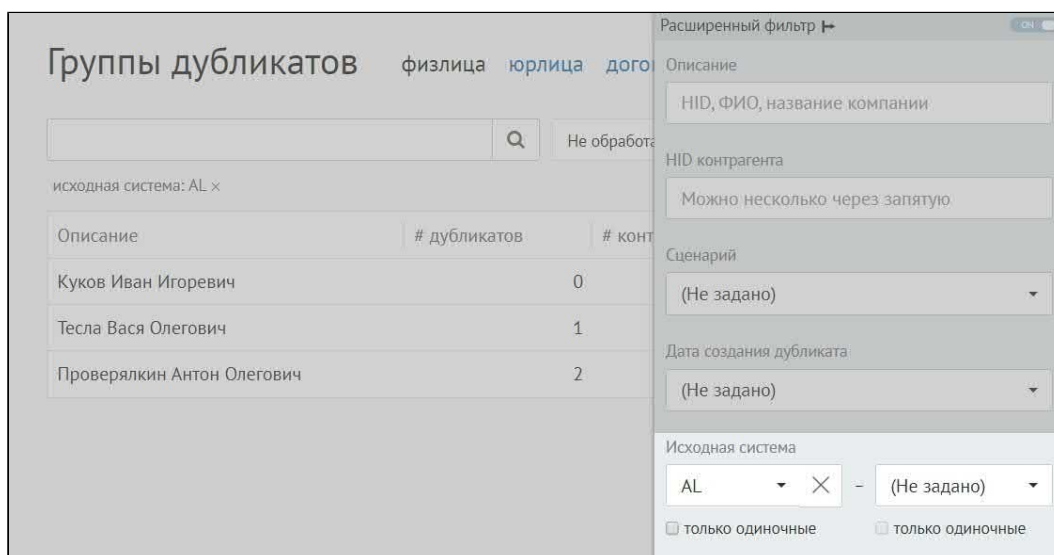 Группы дубликатов физлица юрлица дого
Не обработа
исходная система: AL ×
Описание # дубликатов # конт
Куков Иван Игоревич 0
Тесла Вася Олегович 1
Проверялкин Антон Олегович 2
Расширенный фильтр ON
Описание
HID, ФИО, название компании
HID контрагента
Можно несколько через запятую
Сценарий
(Не задано)
Дата создания дубликата
(Не задано)
Исходная система
AL – (Не задано)
только одиночные только одиночные